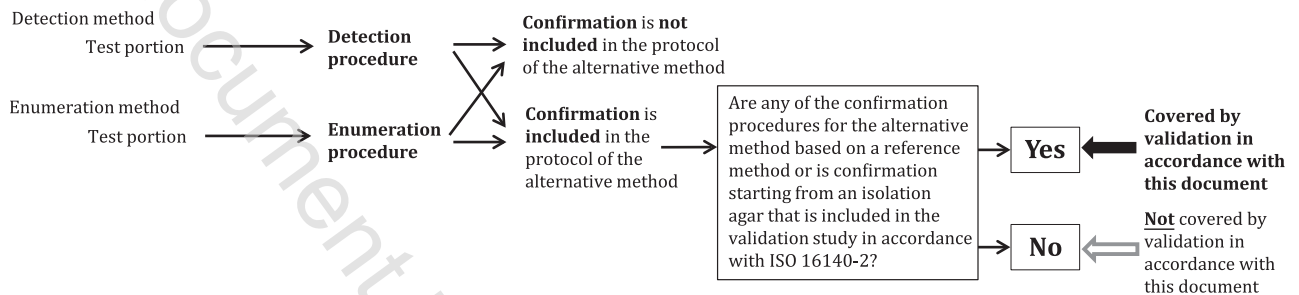 Detection method
Test portion
Detection
procedure
Confirmation is not
included in the protocol
of the alternative method
Enumeration method
Test portion
Enumeration
procedure
Confirmation is
included in the
protocol of the
alternative method
Are any of the confirmation
procedures for the alternative
method based on a reference
method or is confirmation
starting from an isolation
agar that is included in the
validation study in accordance
with ISO 16140-2?
Yes
Covered by
validation in
accordance with
this document
No
Not covered by
validation in
accordance with
this document
ocument